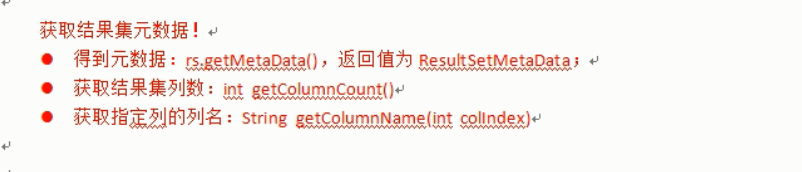 获取结果集元数据！
● 得到元数据：rs.getMetaData()，返回值为 ResultSetMetaData；
● 获取结果集列数：int getColumnCount()
● 获取指定列的列名：String getColumnName(int colIndex)